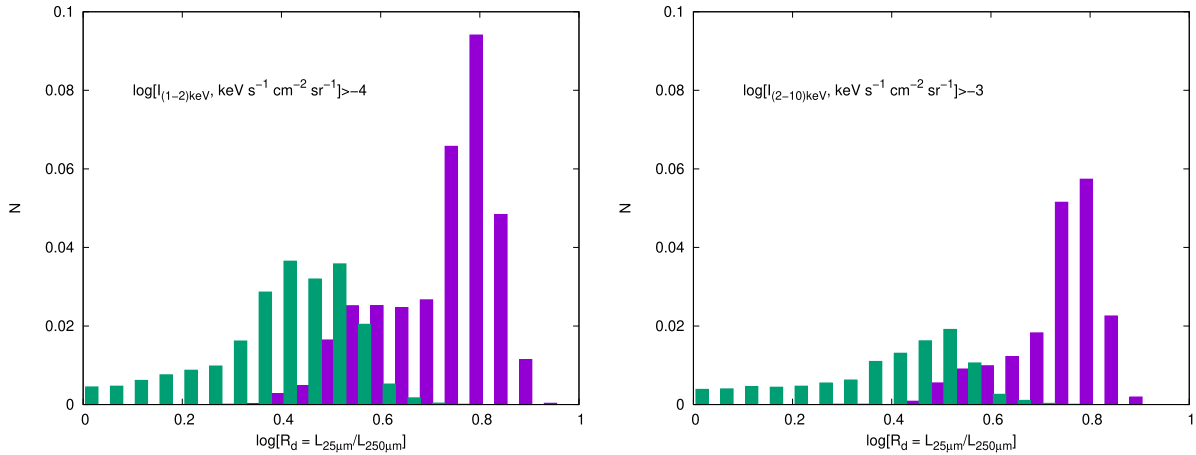 0.1
0.08
0.06
0.04
0.02
0
N
log[I(1−2)keV, keV s−1 cm−2 sr−1]>−4
0 0.2 0.4 0.6 0.8 1
log[Rd = L25μm/L250μm]
0.1
0.08
0.06
0.04
0.02
0
N
log[I(2−10)keV, keV s−1 cm−2 sr−1]>−3
0 0.2 0.4 0.6 0.8 1
log[Rd = L25μm/L250μm]